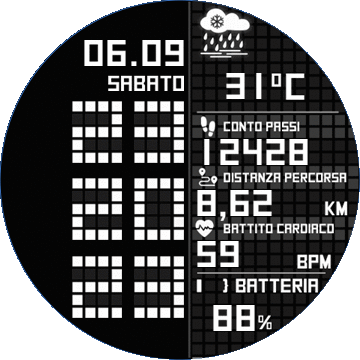 06.09
SABATO
23
20
23
31°C
CONTO PASSI
12428
DISTANZA PERCORSA
8,62 KM
BATTITO CARDIACO
59 BPM
BATTERIA
88%